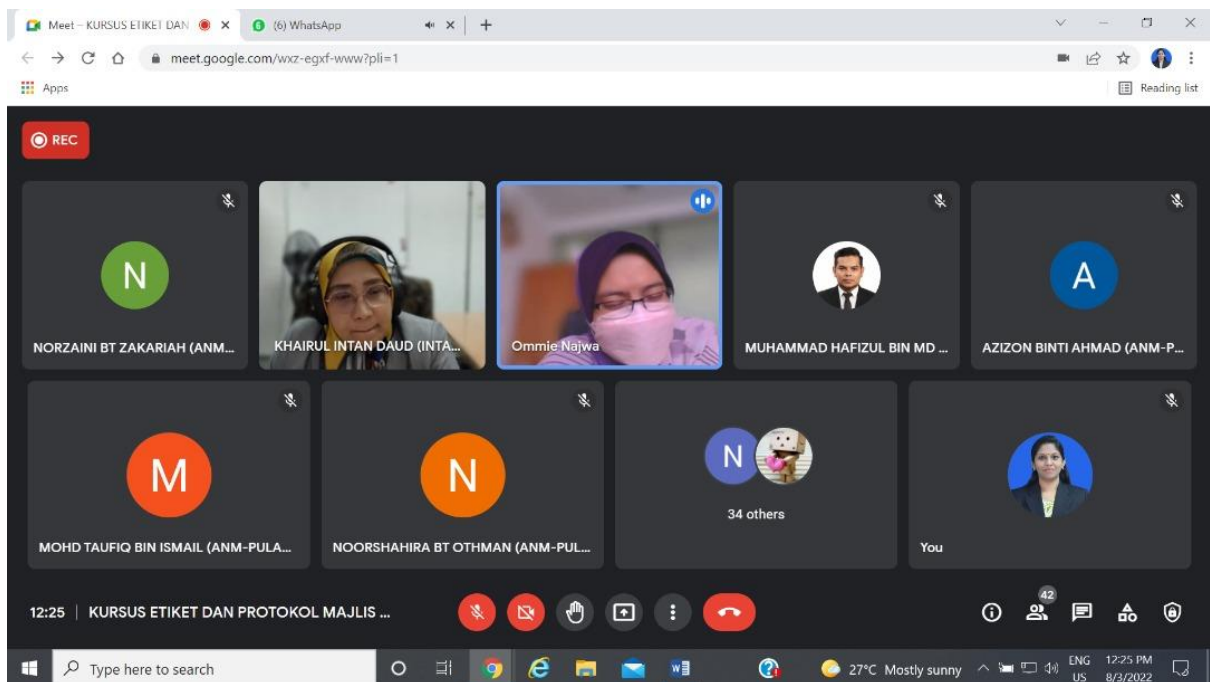 Meet – KURSUS ETIKET DAN
6 (6) WhatsApp
meet.google.com/wxz-egxf-www?pli=1
Apps
Reading list
REC
N
NORZAINI BT ZAKARIAH (ANM...
KHAIRUL INTAN DAUD (INTA...
Ommie Najwa
MUHAMMAD HAFIZUL BIN MD ...
A
AZIZON BINTI AHMAD (ANM-P...
M
MOHD TAUFIQ BIN ISMAIL (ANM-PULA...
N
NOORSHAHIRA BT OTHMAN (ANM-PUL...
N
34 others
You
12:25 | KURSUS ETIKET DAN PROTOKOL MAJLIS ...
42
Type here to search
27°C Mostly sunny
ENG
US
12:25 PM
8/3/2022